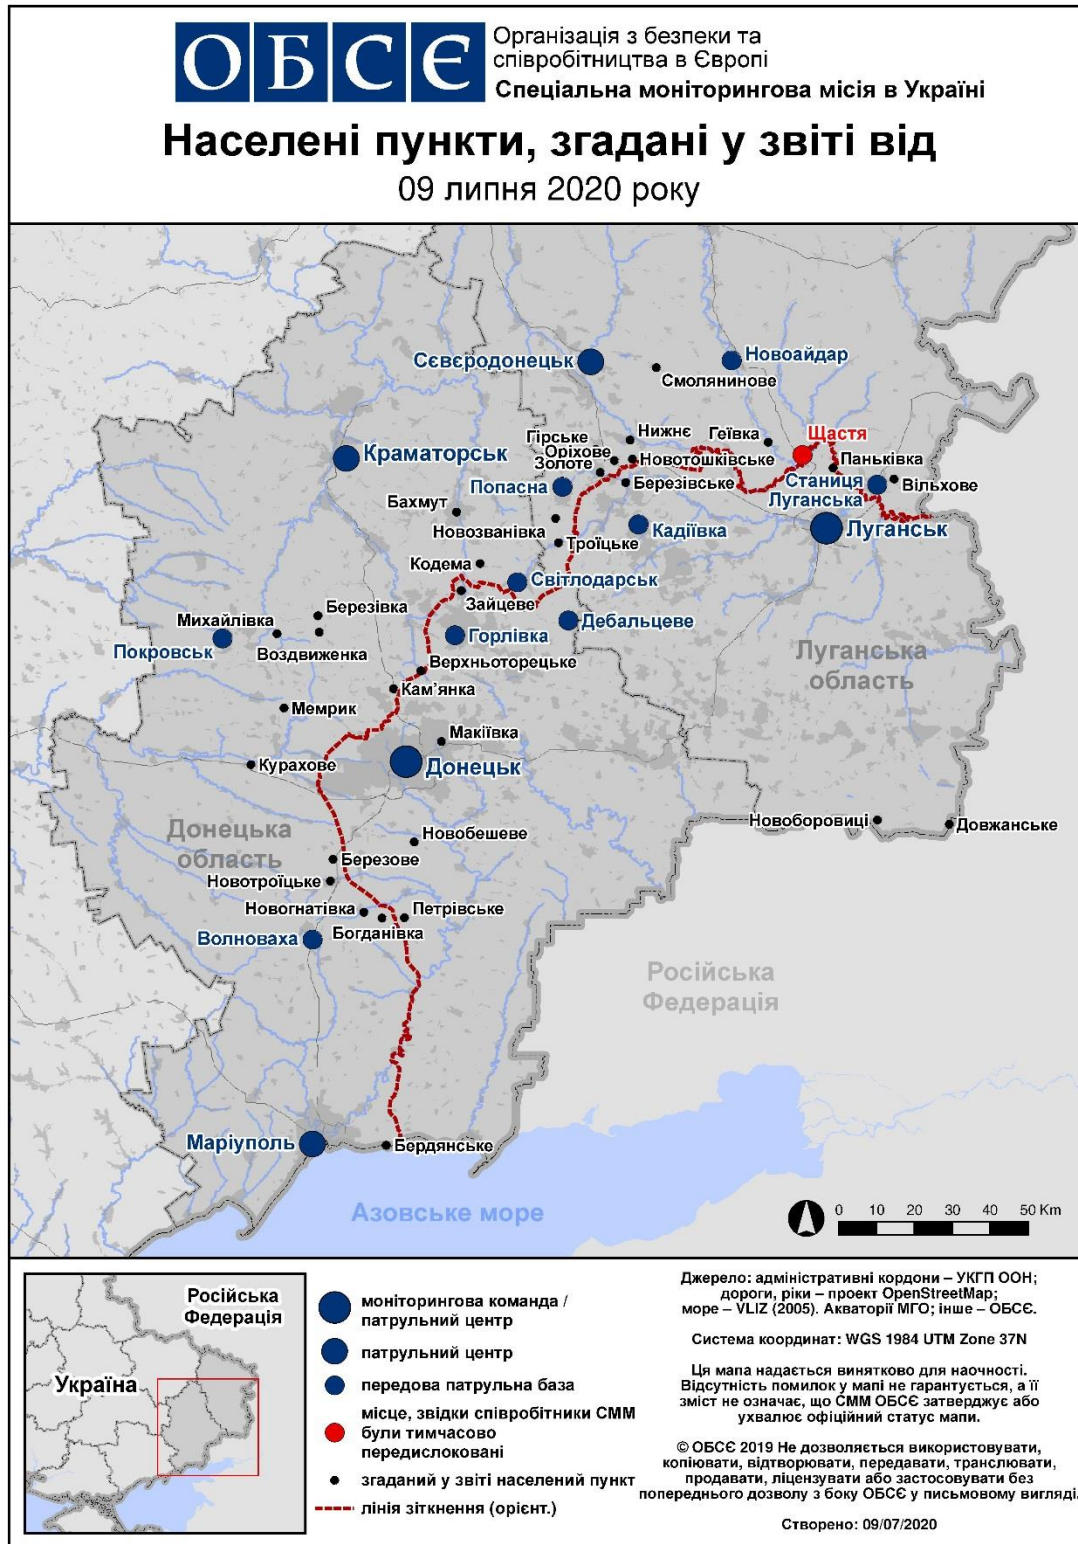 ОБСЄ
Організація з безпеки та
співробітництва в Європі
Спеціальна моніторингова місія в Україні
Населені пункти, згадані у звіті від
09 липня 2020 року
Сєвєродонецьк
Новоайдар
Смолянинове
Нижнє
Геївка
Щастя
Гірське
Оріхове
Золоте
Новотошківське
Паньківка
Краматорськ
Попасна
Березівське
Станиця
Луганська
Вільхове
Бахмут
Новозванівка
Кадіївка
Луганськ
Троїцьке
Кодема
Світлодарськ
Зайцеве
Березівка
Михайлівка
Дебальцеве
Горлівка
Покровськ
Воздвиженка
Луганська
область
Верхньоторецьке
Кам’янка
Мемрик
Макіївка
Курахове
Донецьк
Новоборовиці
Довжанське
Донецька
область
Новобешеве
Березове
Новотроїцьке
Новогнатівка
Петрівське
Богданівка
Волноваха
Російська
Федерація
Маріуполь
Бердянське
Азовське море
0 10 20 30 40 50 Km
Російська
Федерація
Україна
моніторингова команда /
патрульний центр
патрульний центр
передова патрульна база
місце, звідки співробітники СММ
були тимчасово
передислоковані
згаданий у звіті населений пункт
лінія зіткнення (орієнт.)
Джерело: адміністративні кордони – УКГП ООН;
дороги, ріки – проект OpenStreetMap;
море – VLIZ (2005). Акваторії МГО; інше – ОБСЄ.
Система координат: WGS 1984 UTM Zone 37N
Ця мапа надається винятково для наочності.
Відсутність помилок у мапі не гарантується, а її
зміст не означає, що СММ ОБСЄ затверджує або
ухвалює офіційний статус мапи.
© ОБСЄ 2019 Не дозволяється використовувати,
копіювати, відтворювати, передавати, транслювати,
продавати, ліцензувати або застосовувати без
попереднього дозволу з боку ОБСЄ у письмовому вигляді.
Створено: 09/07/2020